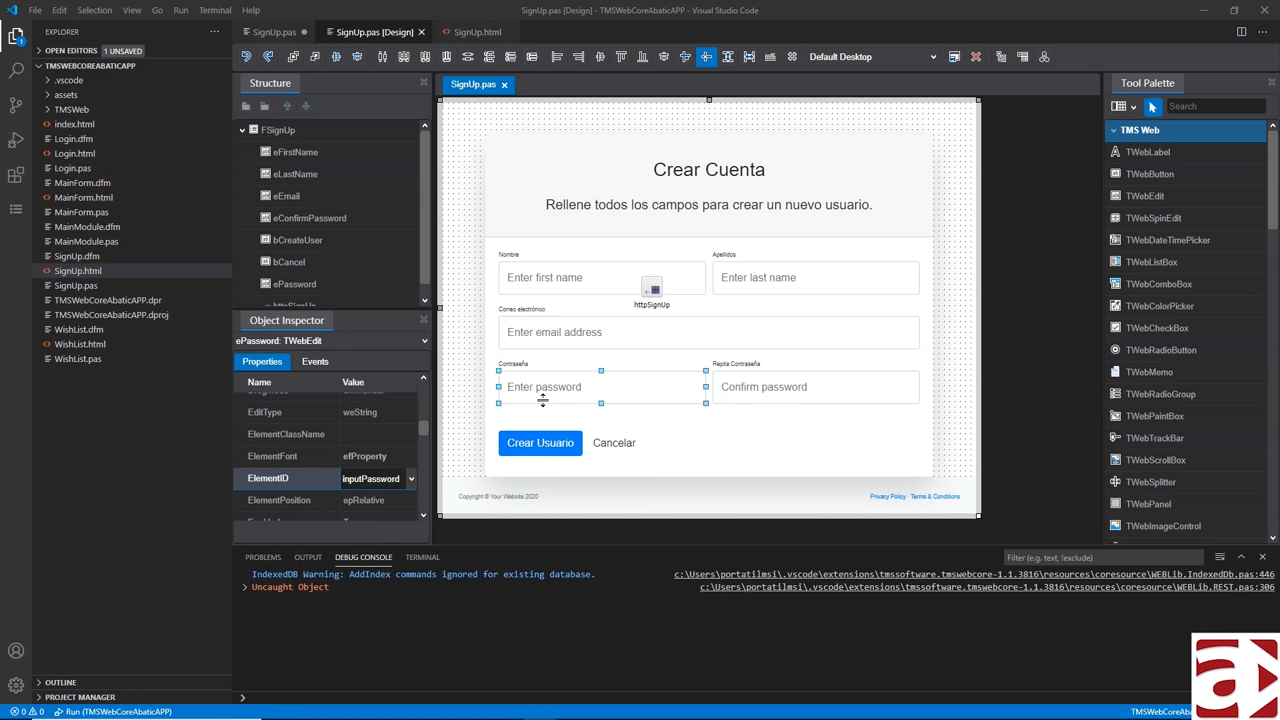 File Edit Selection View Go Run Terminal Help
SignUp.pas [Design] - TMSWebCoreAbaticAPP - Visual Studio Code
EXPLORER
OPEN EDITORS 1 UNSAVED
TMSWEBCOREABATICAPP
.vscode
assets
TMSWeb
index.html
Login.dfm
Login.html
Login.pas
MainForm.dfm
MainForm.html
MainForm.pas
MainModule.dfm
MainModule.pas
SignUp.dfm
SignUp.html
SignUp.pas
TMSWebCoreAbaticAPP.dpr
TMSWebCoreAbaticAPP.dproj
WishList.dfm
WishList.html
WishList.pas
OUTLINE
PROJECT MANAGER
SignUp.pas
SignUp.pas [Design]
SignUp.html
Default Desktop
Structure
FSignUp
eFirstName
eLastName
eEmail
eConfirmPassword
bCreateUser
bCancel
ePassword
Object Inspector
ePassword: TWebEdit
Properties Events
Name Value
EditType weString
ElementClassName
ElementFont efProperty
ElementID inputPassword
ElementPosition epRelative
SignUp.pas
Crear Cuenta
Rellene todos los campos para crear un nuevo usuario.
Nombre Apellidos
Enter first name Enter last name
httpSignUp
Correo electrónico
Enter email address
Contraseña Repita Contraseña
Enter password Confirm password
Crear Usuario Cancelar
Copyright © Your Website 2020 Privacy Policy · Terms & Conditions
Tool Palette
Search
TMS Web
TWebLabel
TWebButton
TWebEdit
TWebSpinEdit
TWebDateTimePicker
TWebListBox
TWebComboBox
TWebColorPicker
TWebCheckBox
TWebRadioButton
TWebMemo
TWebRadioGroup
TWebPaintBox
TWebTrackBar
TWebScrollBox
TWebSplitter
TWebPanel
TWebImageControl
PROBLEMS OUTPUT DEBUG CONSOLE TERMINAL
Filter (e.g. text, !exclude)
IndexedDB Warning: AddIndex commands ignored for existing database. c:\Users\portatilmsi\.vscode\extensions\tmssoftware.tmswebcore-1.1.3816\resources\coresource\WEBLib.IndexedDb.pas:446
Uncaught Object c:\Users\portatilmsi\.vscode\extensions\tmssoftware.tmswebcore-1.1.3816\resources\coresource\WEBLib.REST.pas:306
0 0 Run (TMSWebCoreAbaticAPP)